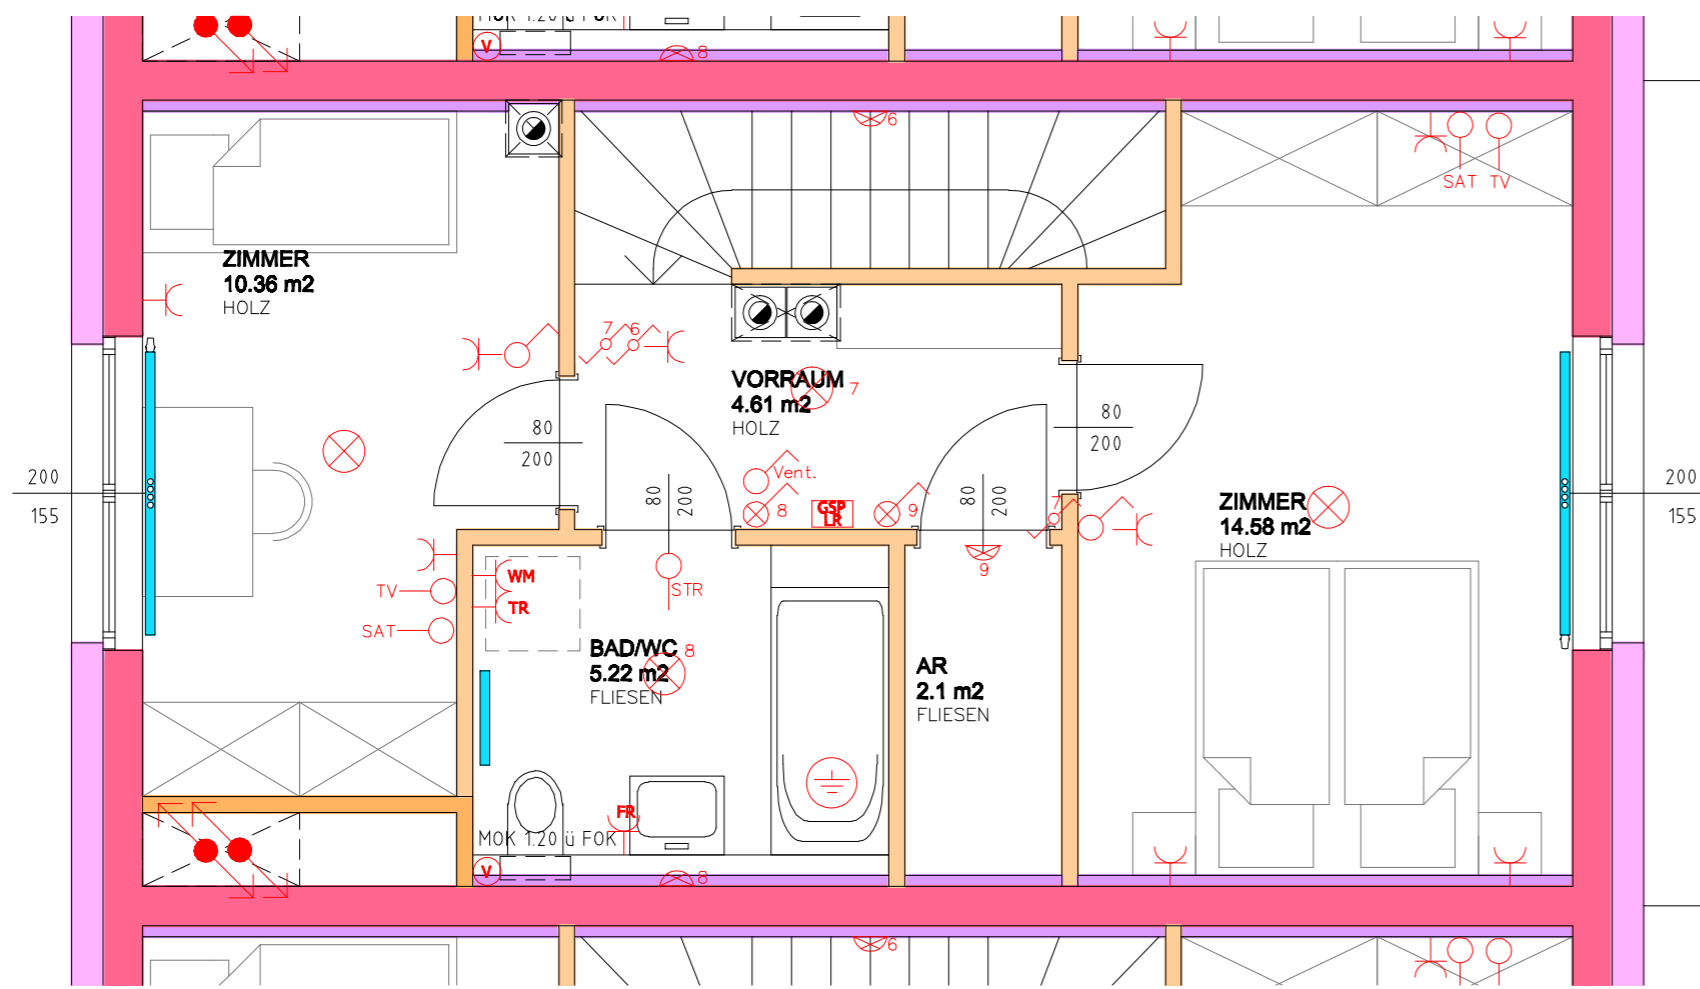 MOK 1.20 ü FOK
V
8
6
SAT TV
ZIMMER
10.36 m2
HOLZ
7 6
VORRAUM
4.61 m2
HOLZ
7
80
200
80
200
200
155
Vent.
8
GSP
LR
9
80
200
80
200
7
ZIMMER
14.58 m2
HOLZ
200
155
9
TV
SAT
WM
TR
STR
BAD/WC
5.22 m2
FLIESEN
8
AR
2.1 m2
FLIESEN
FR
MOK 1.20 ü FOK
V
8
6